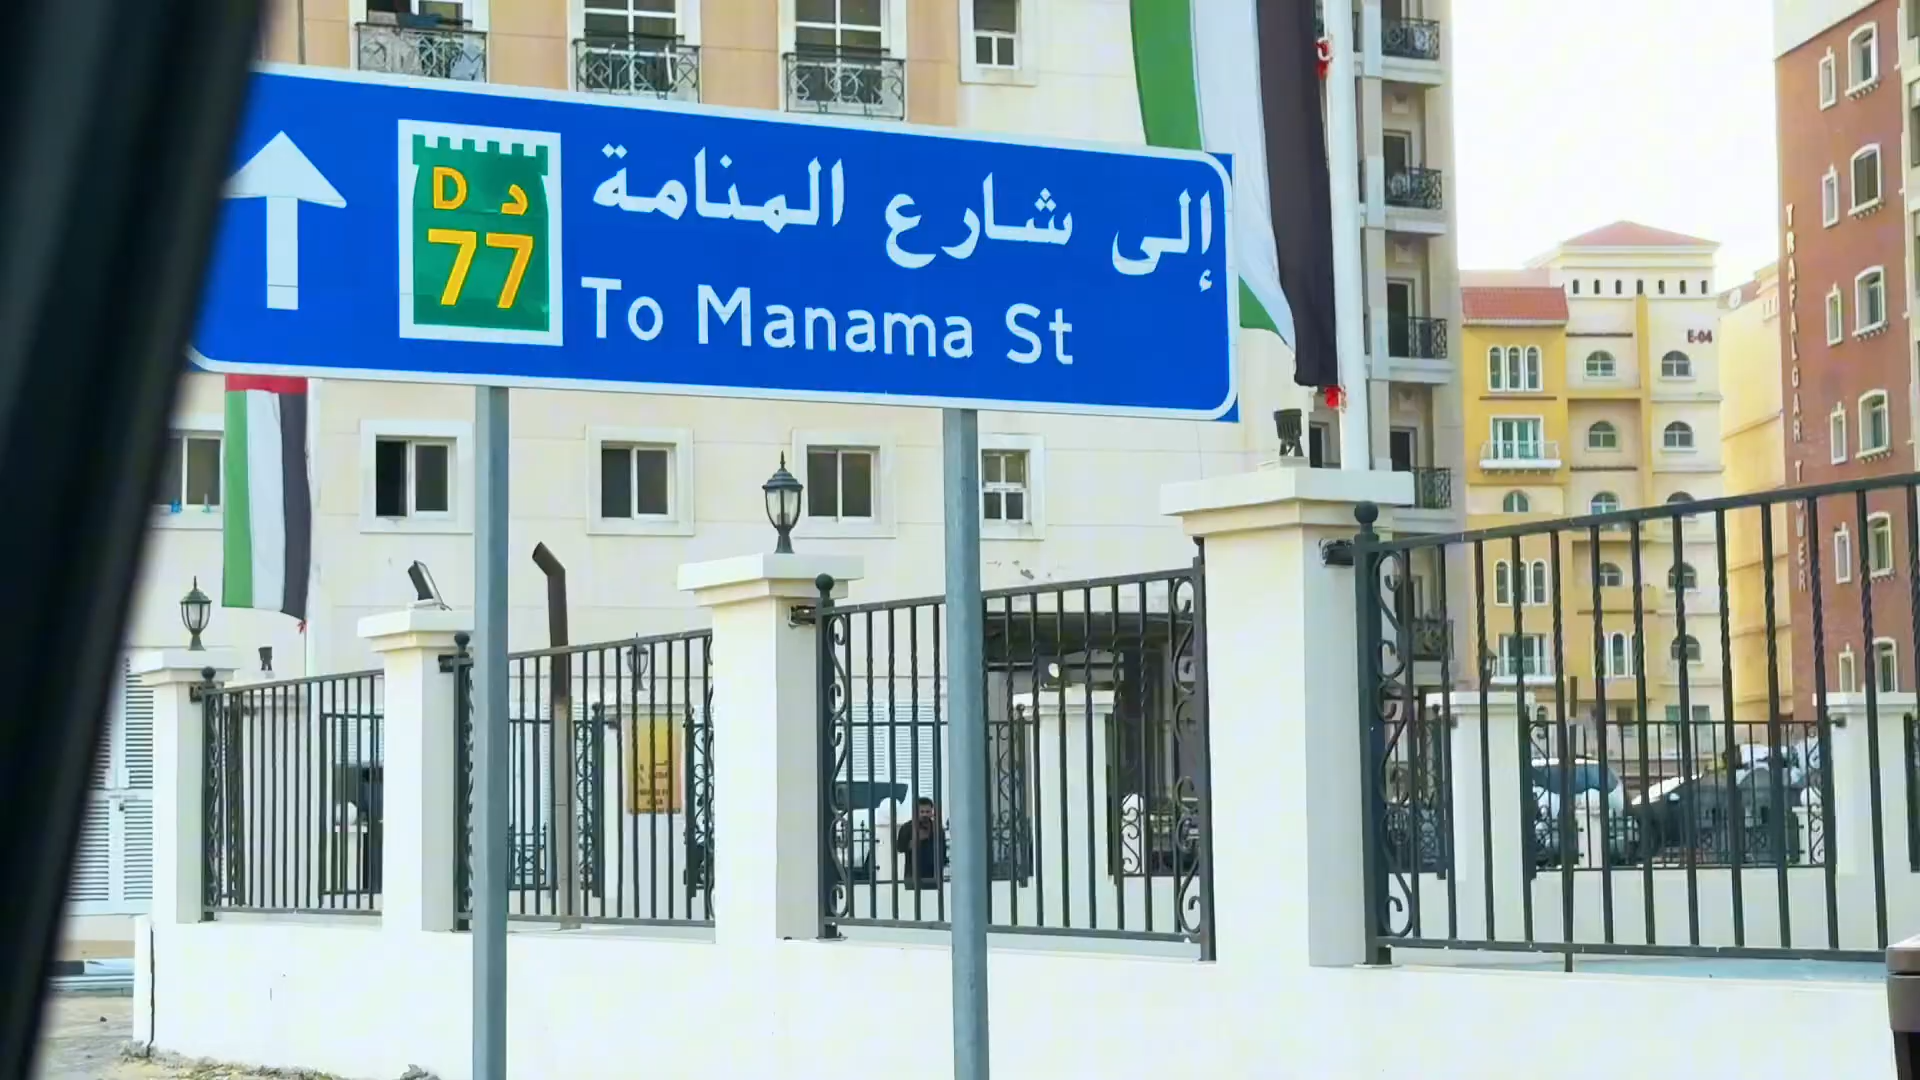 إلى شارع المنامة
D د
77
To Manama St
E-04
TRAFALGAR TOWER